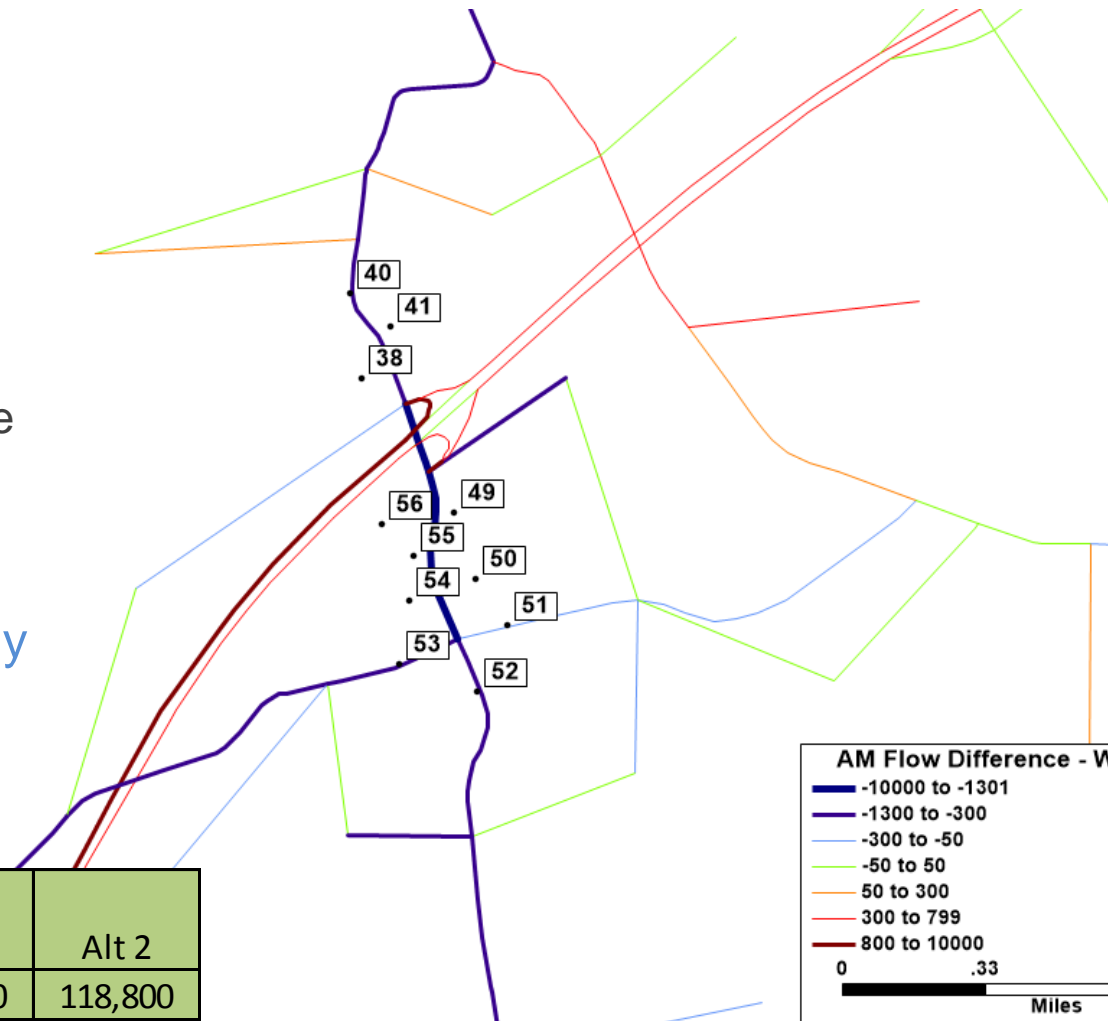 40
41
38
e
49
56
55
50
54
51
y
53
52
AM Flow Difference - W
-10000 to -1301
-1300 to -300
-300 to -50
-50 to 50
50 to 300
300 to 799
800 to 10000
0 .33
Miles
Alt 2
0 118,800